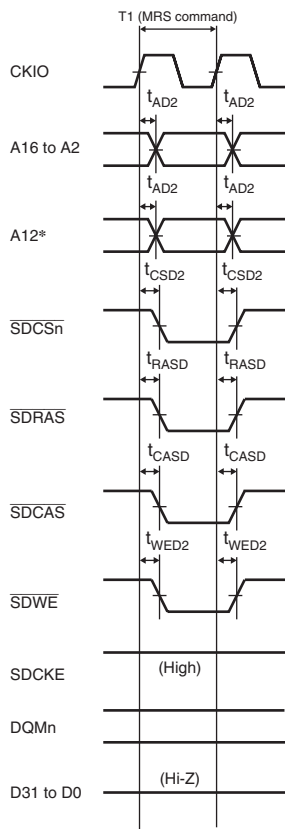 T1 (MRS command)
CKIO
tAD2 tAD2
A16 to A2
tAD2 tAD2
A12*
tCSD2 tCSD2
SDCSn
tRASD tRASD
SDRAS
tCASD tCASD
SDCAS
tWED2 tWED2
SDWE
SDCKE (High)
DQMn
D31 to D0 (Hi-Z)